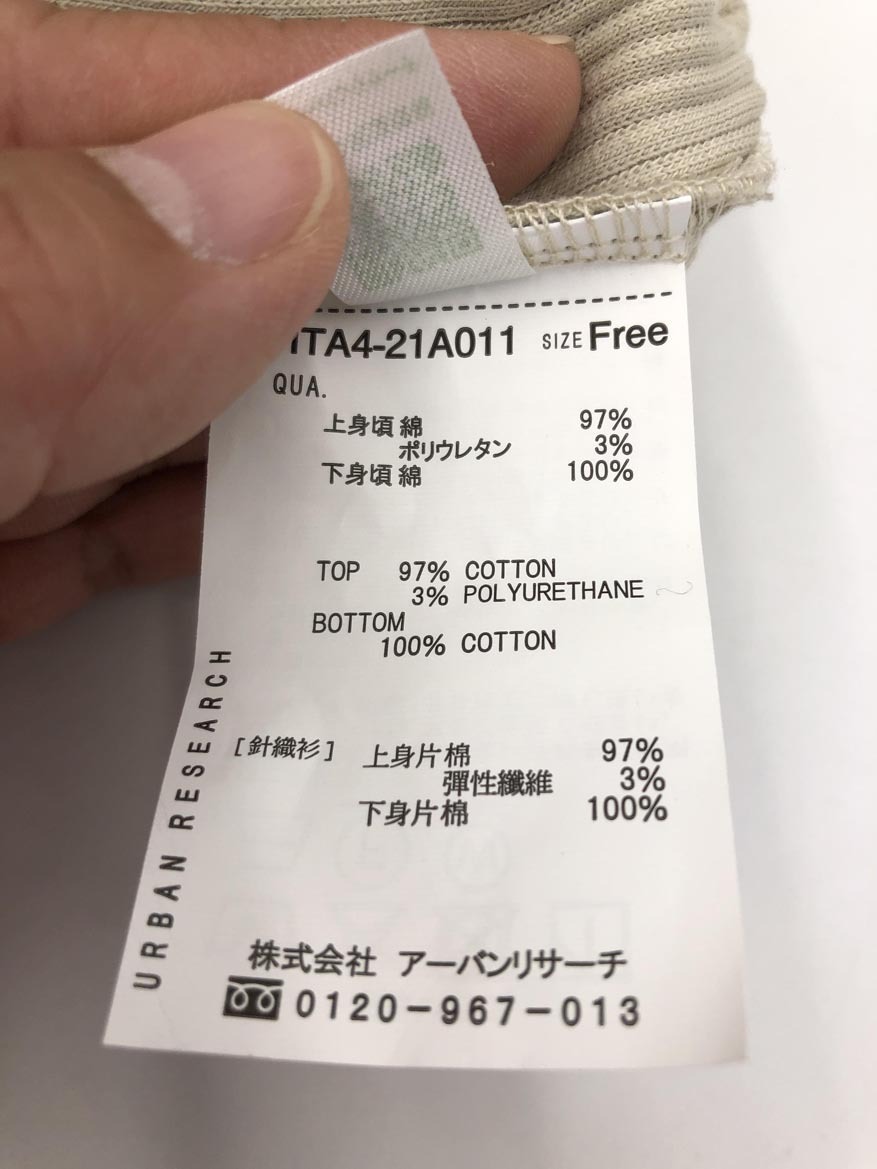 TA4-21A011 SIZE Free
QUA.
上身頃 綿 97%
ポリウレタン 3%
下身頃 綿 100%
TOP 97% COTTON
3% POLYURETHANE
BOTTOM
100% COTTON
URBAN RESEARCH
[針織衫] 上身片棉 97%
彈性纖維 3%
下身片棉 100%
株式会社 アーバンリサーチ
0120-967-013